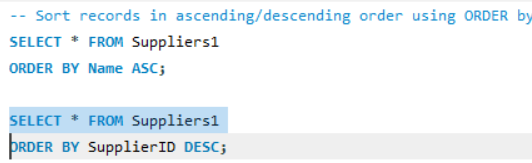 -- Sort records in ascending/descending order using ORDER by
SELECT * FROM Suppliers1
ORDER BY Name ASC;
SELECT * FROM Suppliers1
ORDER BY SupplierID DESC;